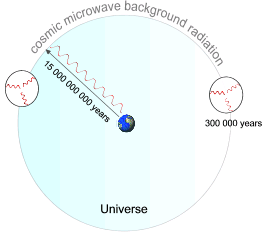 cosmic microwave background radiation
15 000 000 000 years
300 000 years
Universe